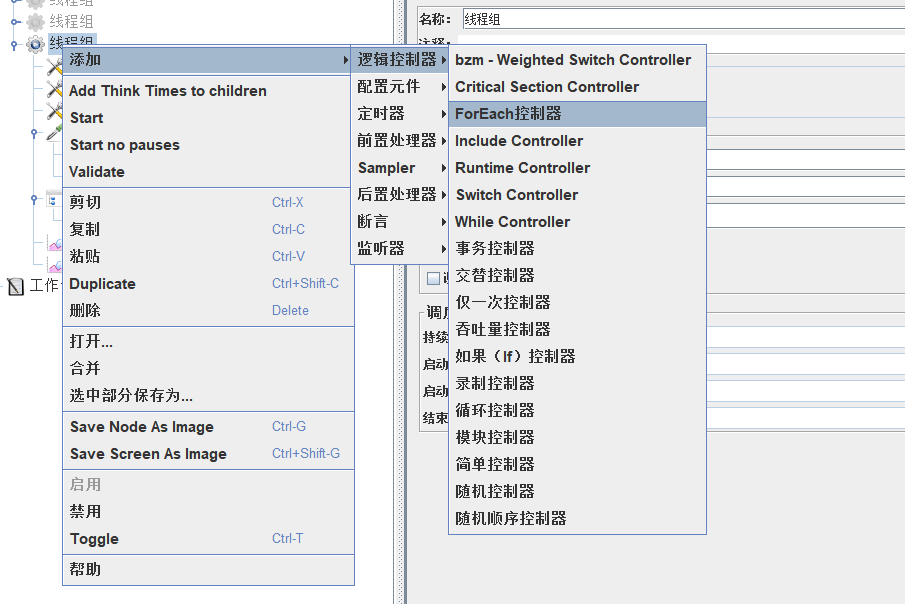 线程组
线程组
线程组
工作
名称：
线程组
注释：
添加
Add Think Times to children
Start
Start no pauses
Validate
剪切 Ctrl-X
复制 Ctrl-C
粘贴 Ctrl-V
Duplicate Ctrl+Shift-C
删除 Delete
打开...
合并
选中部分保存为...
Save Node As Image Ctrl-G
Save Screen As Image Ctrl+Shift-G
启用
禁用
Toggle Ctrl-T
帮助
逻辑控制器
配置元件
定时器
前置处理器
Sampler
后置处理器
断言
监听器
bzm - Weighted Switch Controller
Critical Section Controller
ForEach控制器
Include Controller
Runtime Controller
Switch Controller
While Controller
事务控制器
交替控制器
仅一次控制器
吞吐量控制器
如果（If）控制器
录制控制器
循环控制器
模块控制器
简单控制器
随机控制器
随机顺序控制器
调
持续
启动
启动
结束